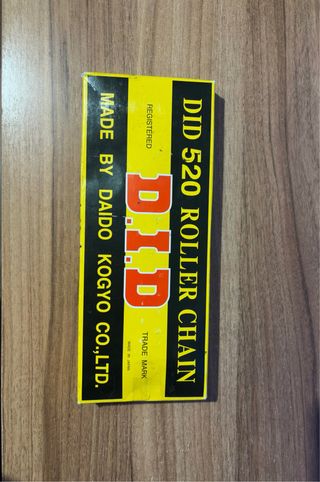 DID 520 ROLLER CHAIN
REGISTERED
D.I.D
TRADE MARK
MADE IN JAPAN
MADE BY DAIDO KOGYO CO.,LTD.